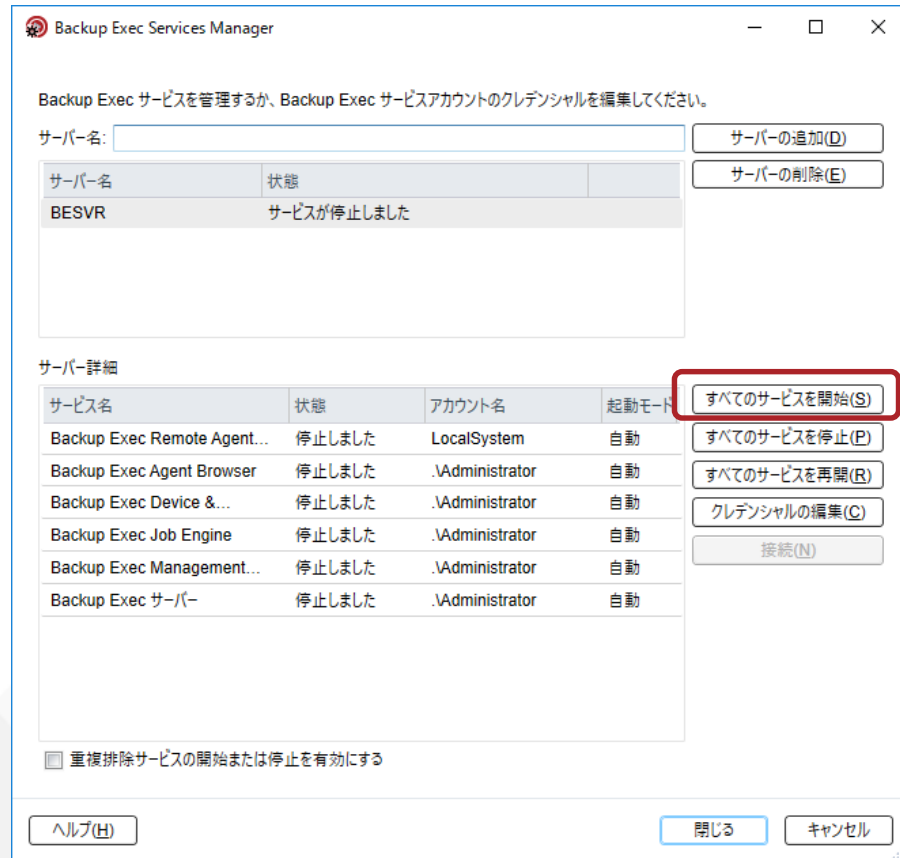 Backup Exec Services Manager
Backup Exec サービスを管理するか、Backup Exec サービスアカウントのクレデンシャルを編集してください。
サーバー名: サーバーの追加(D)
サーバー名 状態 サーバーの削除(E)
BESVR サービスが停止しました
サーバー詳細
サービス名 状態 アカウント名 起動モード すべてのサービスを開始(S)
Backup Exec Remote Agent... 停止しました LocalSystem 自動 すべてのサービスを停止(P)
Backup Exec Agent Browser 停止しました .\Administrator 自動 すべてのサービスを再開(R)
Backup Exec Device &... 停止しました .\Administrator 自動 クレデンシャルの編集(C)
Backup Exec Job Engine 停止しました .\Administrator 自動 接続(N)
Backup Exec Management... 停止しました .\Administrator 自動
Backup Exec サーバー 停止しました .\Administrator 自動
重複排除サービスの開始または停止を有効にする
ヘルプ(H) 閉じる キャンセル